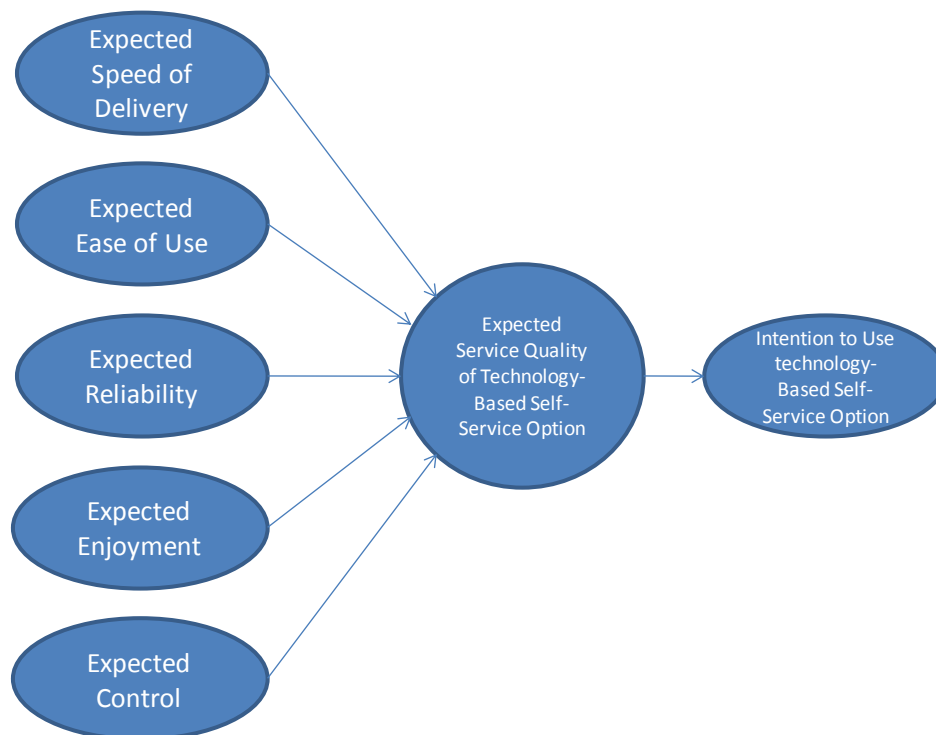 Expected
Speed of
Delivery
Expected
Ease of Use
Expected
Reliability
Expected
Enjoyment
Expected
Control
Expected
Service Quality
of Technology-
Based Self-
Service Option
Intention to Use
technology-
Based Self-
Service Option